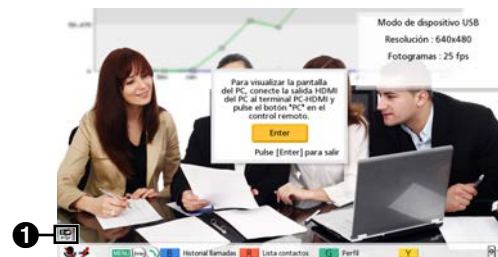 Modo de dispositivo USB
Resolución : 640x480
Fotogramas : 25 fps
Para visualizar la pantalla
del PC, conecte la salida HDMI
del PC al terminal PC-HDMI y
pulse el botón "PC" en el
control remoto.
Enter
Pulse [Enter] para salir
1
MENU B Historial llamadas R Lista contactos G Perfil Y